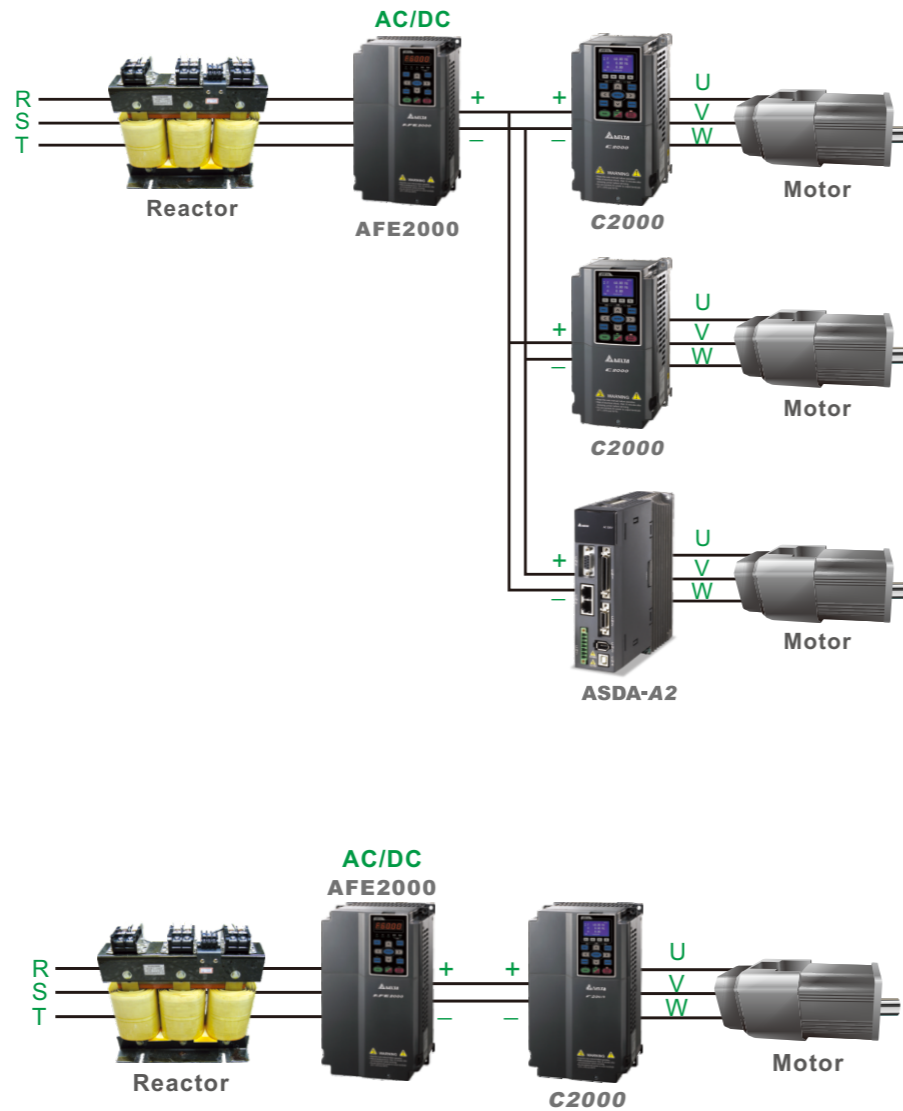 AC/DC
R
S
T
Reactor
AFE2000
+
–
+
–
C2000
U
V
W
Motor
+
–
C2000
U
V
W
Motor
+
–
ASDA-A2
U
V
W
Motor
AC/DC
AFE2000
R
S
T
Reactor
+
–
+
–
C2000
U
V
W
Motor